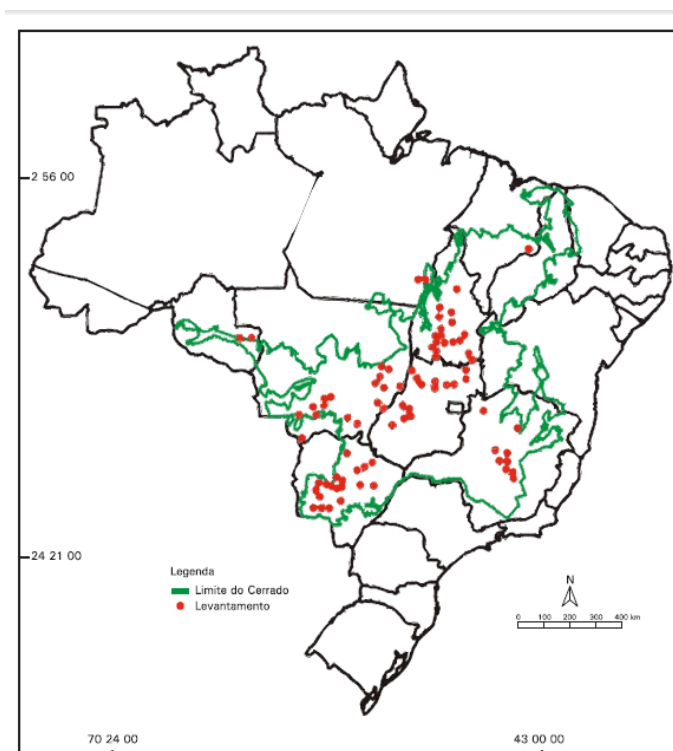 2 56 00
24 21 00
Legenda
Limite do Cerrado
Levantamento
N
0 100 200 300 400 km
70 24 00
43 00 00